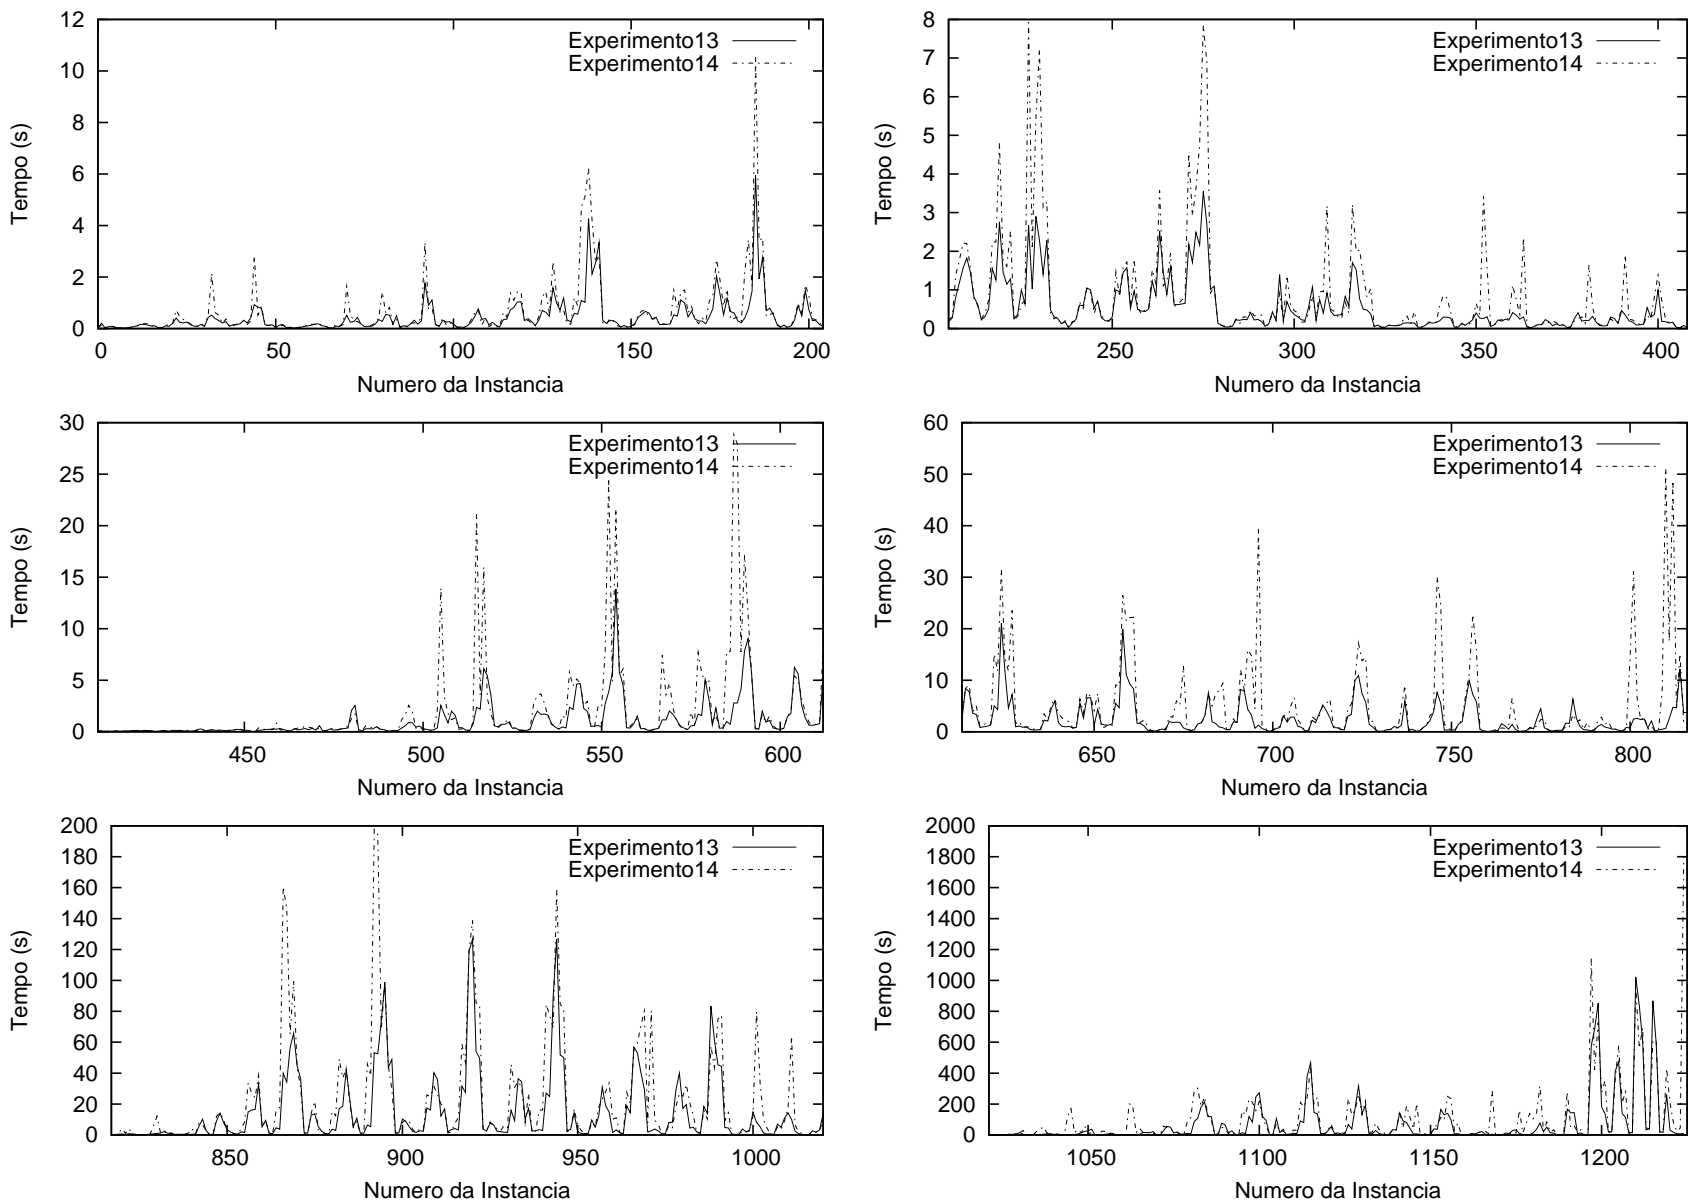 12
10
8
6
4
2
0
0 50 100 150 200
Tempo (s)
Numero da Instancia
Experimento13
Experimento14
8
7
6
5
4
3
2
1
0
250 300 350 400
Tempo (s)
Numero da Instancia
Experimento13
Experimento14
30
25
20
15
10
5
0
450 500 550 600
Tempo (s)
Numero da Instancia
Experimento13
Experimento14
60
50
40
30
20
10
0
650 700 750 800
Tempo (s)
Numero da Instancia
Experimento13
Experimento14
200
180
160
140
120
100
80
60
40
20
0
850 900 950 1000
Tempo (s)
Numero da Instancia
Experimento13
Experimento14
2000
1800
1600
1400
1200
1000
800
600
400
200
0
1050 1100 1150 1200
Tempo (s)
Numero da Instancia
Experimento13
Experimento14